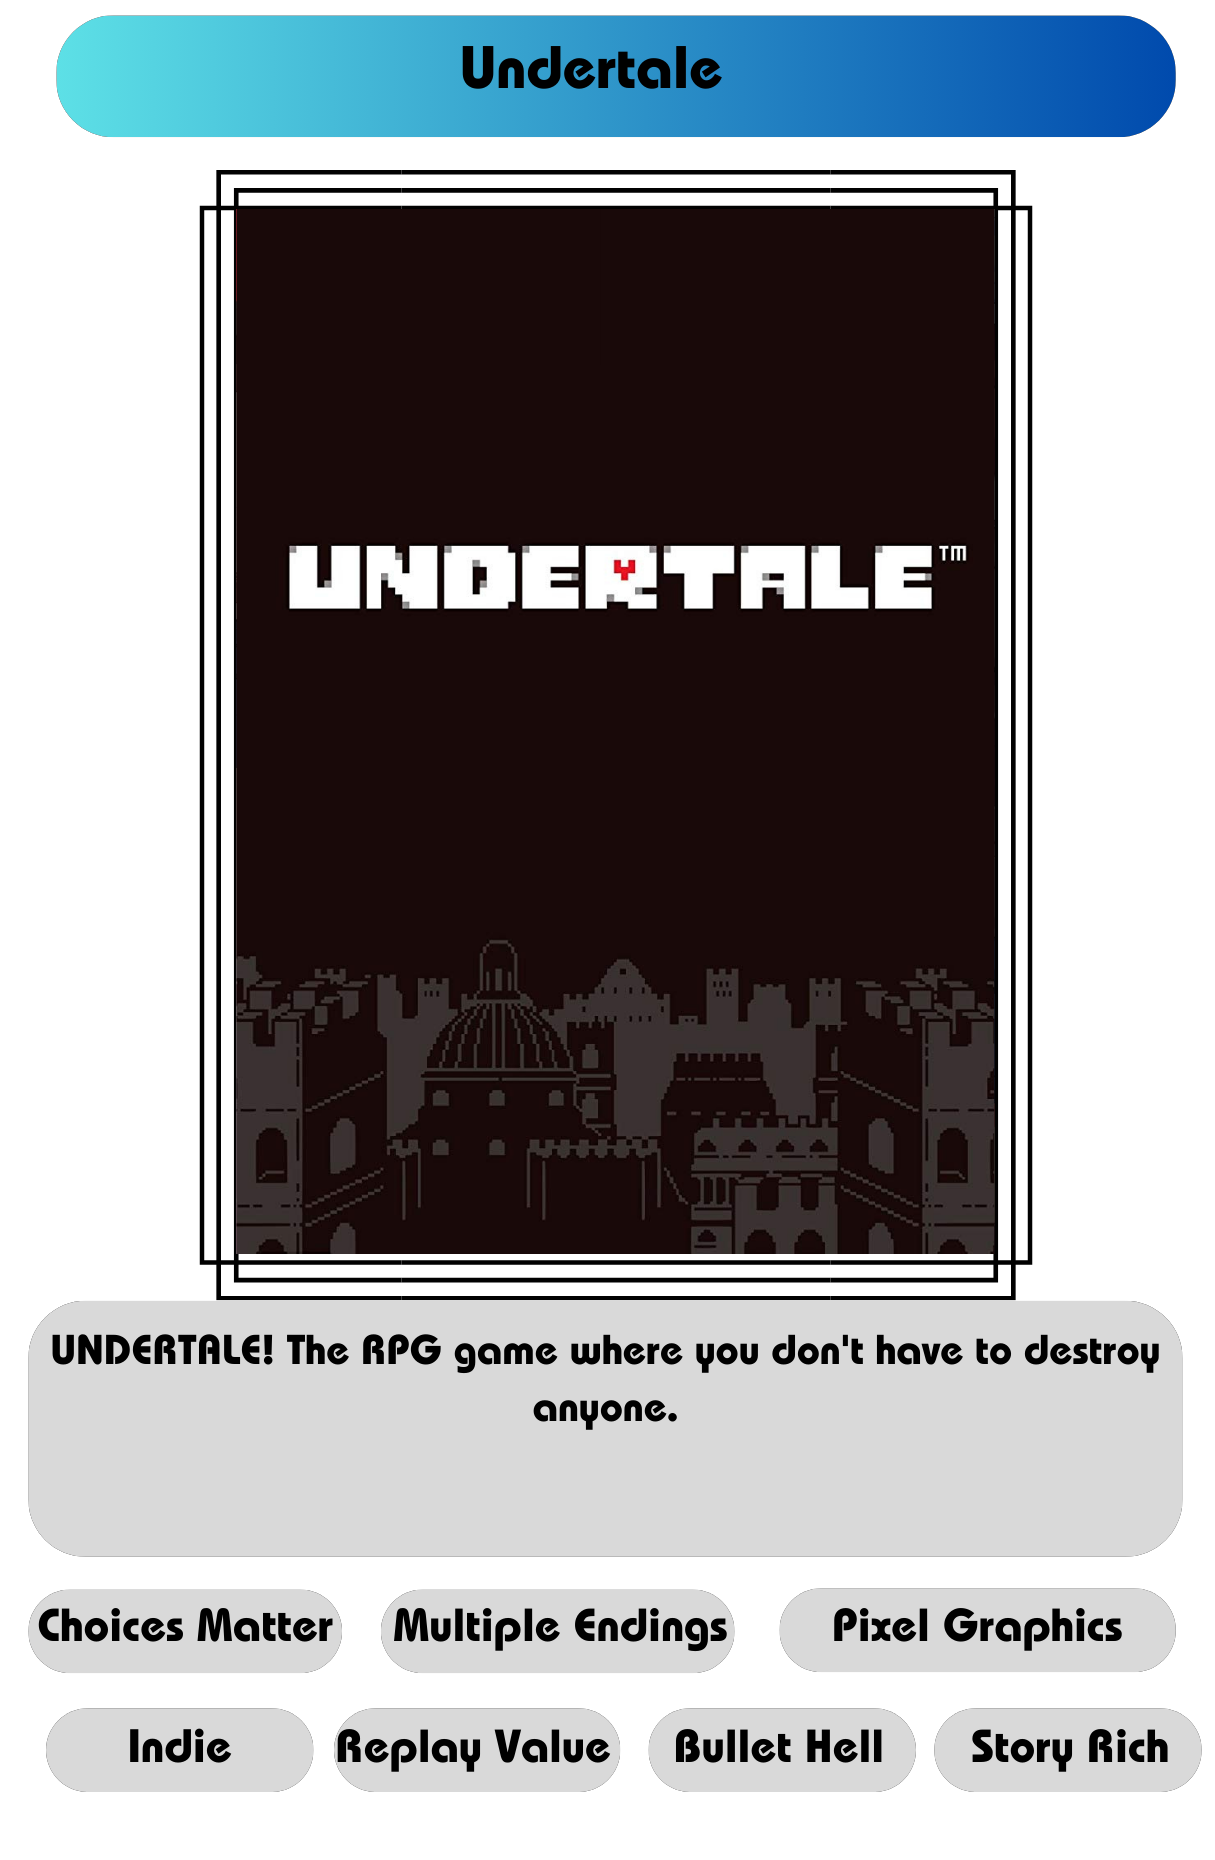 Undertale
UNDERTALE™
UNDERTALE! The RPG game where you don't have to destroy
anyone.
Choices Matter Multiple Endings Pixel Graphics
Indie Replay Value Bullet Hell Story Rich